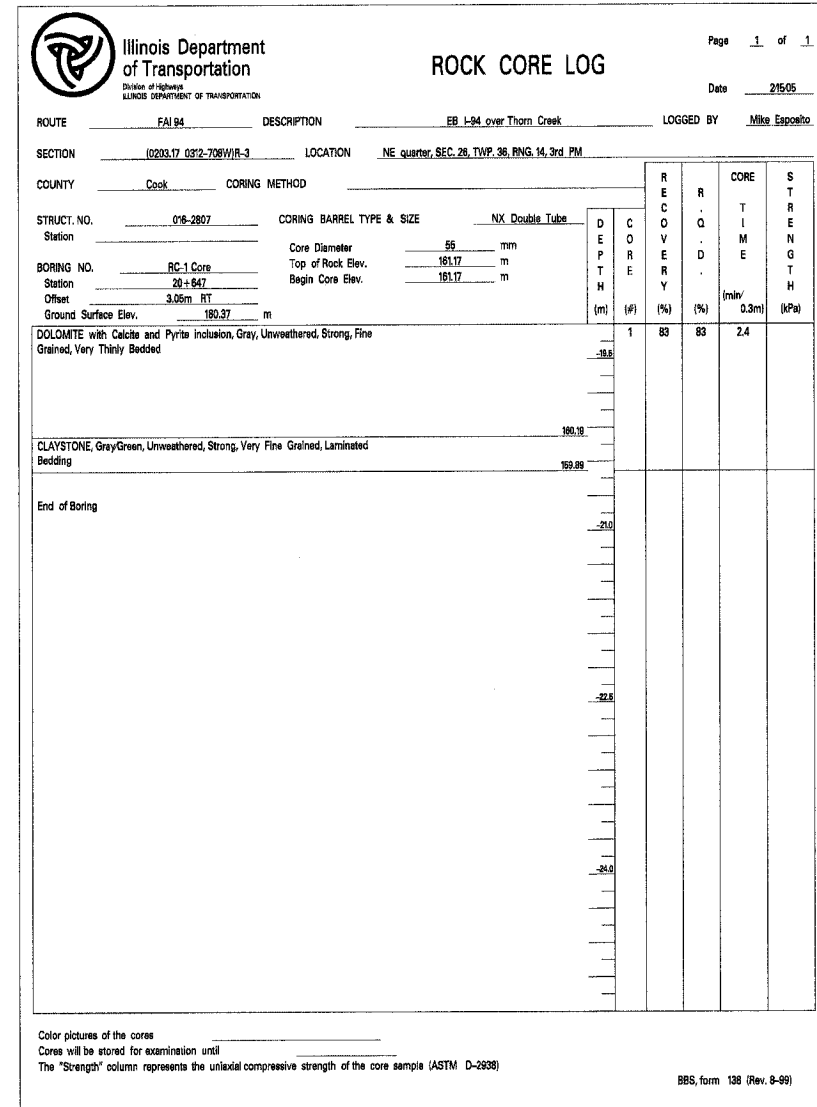 Illinois Department
of Transportation
Division of Highways
ILLINOIS DEPARTMENT OF TRANSPORTATION
ROCK CORE LOG
Page 1 of 1
Date 2/15/05
ROUTE FAI 94 DESCRIPTION EB I-94 over Thorn Creek LOGGED BY Mike Esposito
SECTION (0203.17 0312-708W)R-3 LOCATION NE quarter, SEC. 26, TWP. 36, RNG. 14, 3rd PM
COUNTY Cook CORING METHOD
STRUCT. NO. 016-2807 CORING BARREL TYPE & SIZE NX Double Tube
Station
Core Diameter 55 mm
BORING NO. RC-1 Core Top of Rock Elev. 161.17 m
Station 20+647 Begin Core Elev. 161.17 m
Offset 3.05m RT
Ground Surface Elev. 180.37 m
DEPTH (m)
CORE (#)
RECOVERY (%)
R.Q.D. (%)
CORE TIME (min/0.3m)
STRENGTH (kPa)
DOLOMITE with Calcite and Pyrite inclusion, Gray, Unweathered, Strong, Fine 1 83 83 2.4
Grained, Very Thinly Bedded
-19.5
160.19
CLAYSTONE, Gray/Green, Unweathered, Strong, Very Fine Grained, Laminated
Bedding
159.89
End of Boring
-21.0
-22.5
-24.0
Color pictures of the cores
Cores will be stored for examination until
The "Strength" column represents the uniaxial compressive strength of the core sample (ASTM D-2938)
BBS, form 138 (Rev. 8-99)